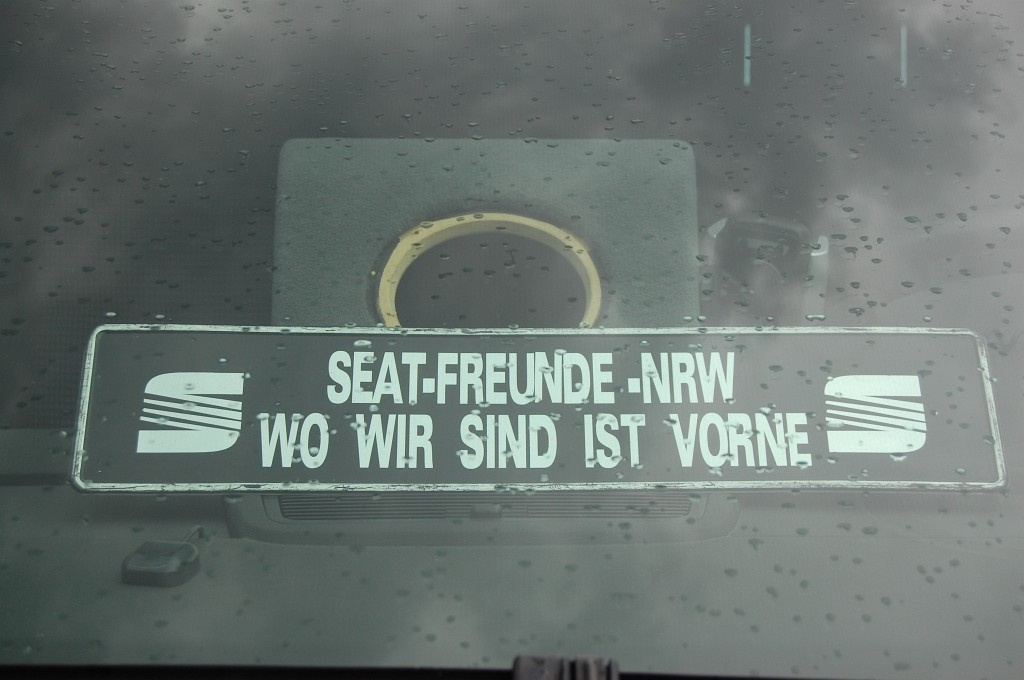 SEAT-FREUNDE -NRW
WO WIR SIND IST VORNE